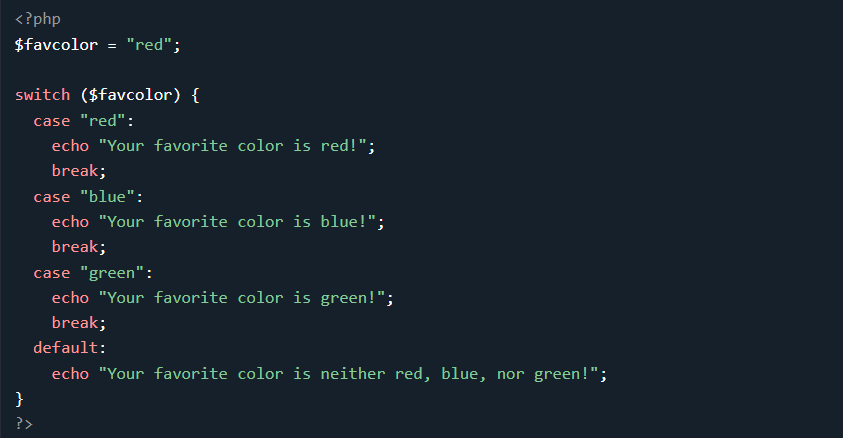 <?php
$favcolor = "red";

switch ($favcolor) {
  case "red":
    echo "Your favorite color is red!";
    break;
  case "blue":
    echo "Your favorite color is blue!";
    break;
  case "green":
    echo "Your favorite color is green!";
    break;
  default:
    echo "Your favorite color is neither red, blue, nor green!";
}
?>